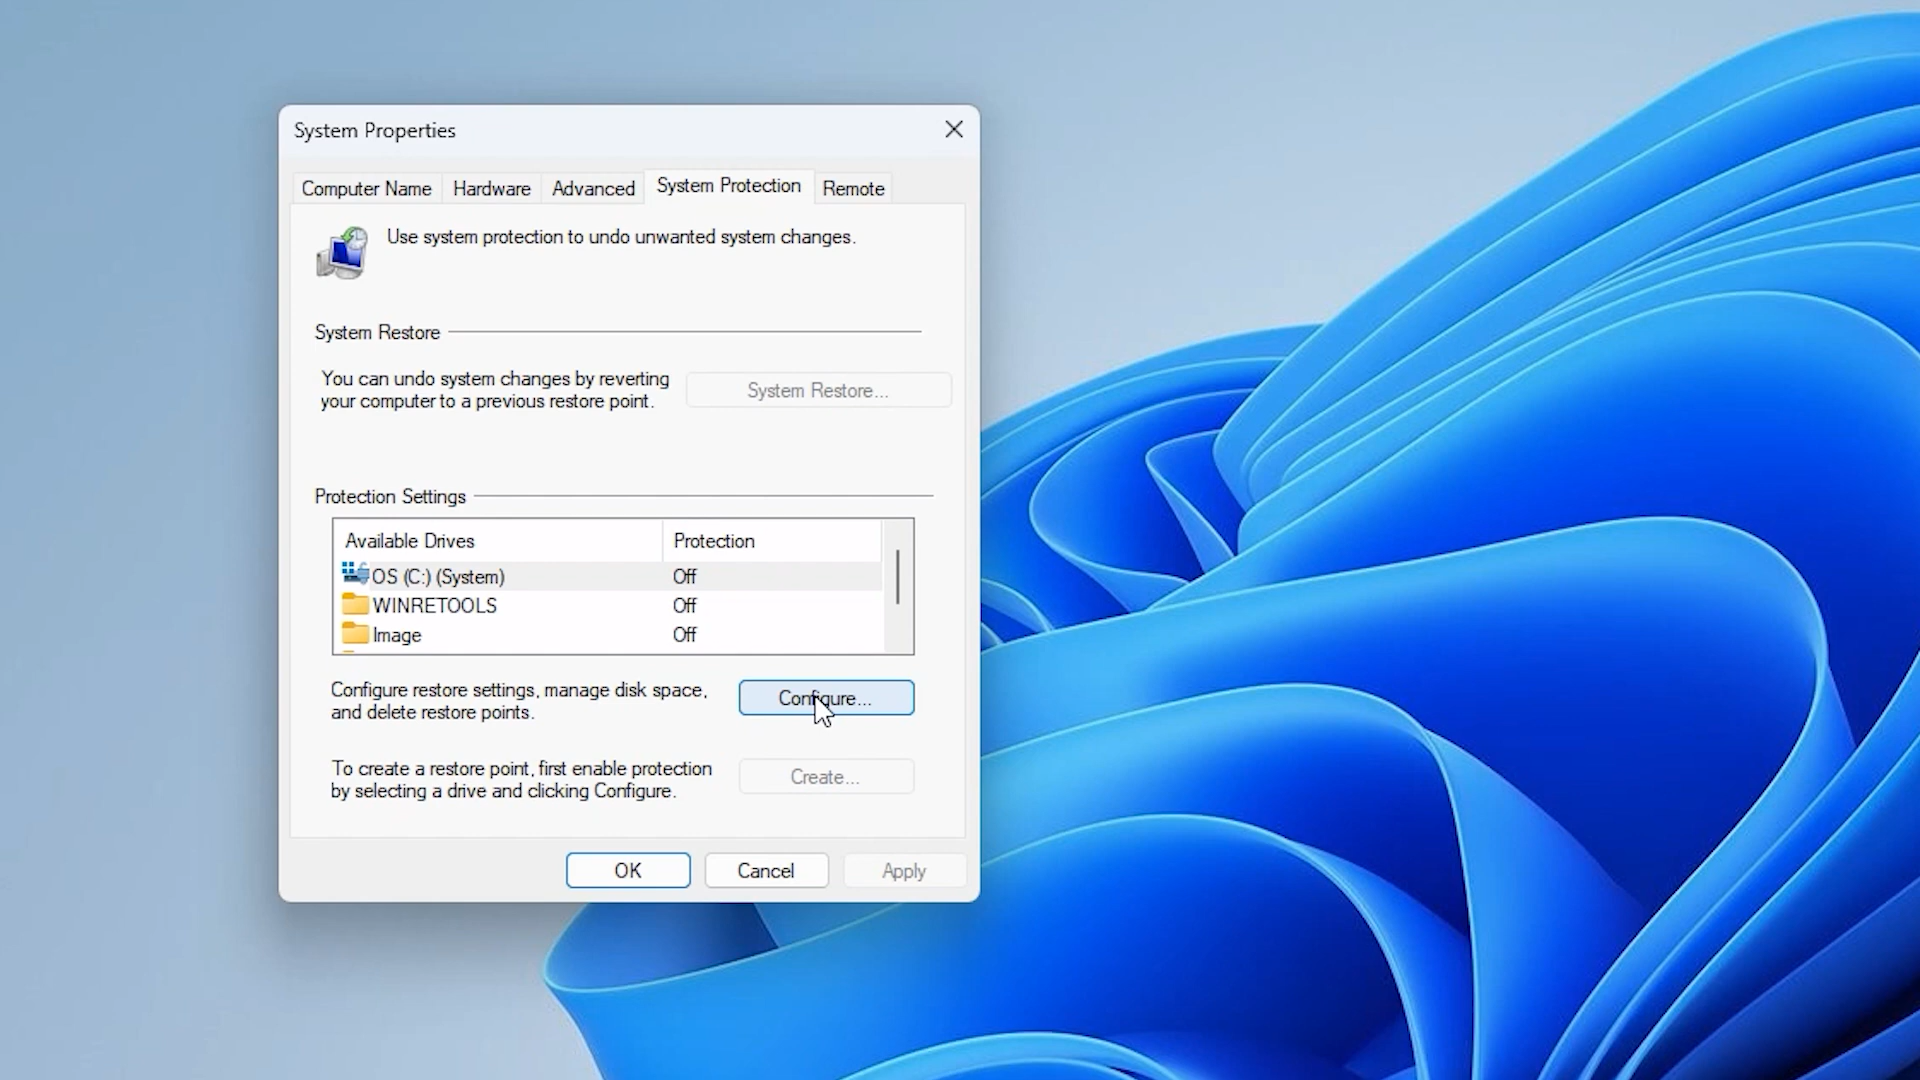 System Properties
Computer Name Hardware Advanced System Protection Remote
Use system protection to undo unwanted system changes.
System Restore
You can undo system changes by reverting
your computer to a previous restore point.
System Restore...
Protection Settings
Available Drives Protection
OS (C:) (System) Off
WINRETOOLS Off
Image Off
Configure restore settings, manage disk space,
and delete restore points.
Configure...
To create a restore point, first enable protection
by selecting a drive and clicking Configure.
Create...
OK Cancel Apply